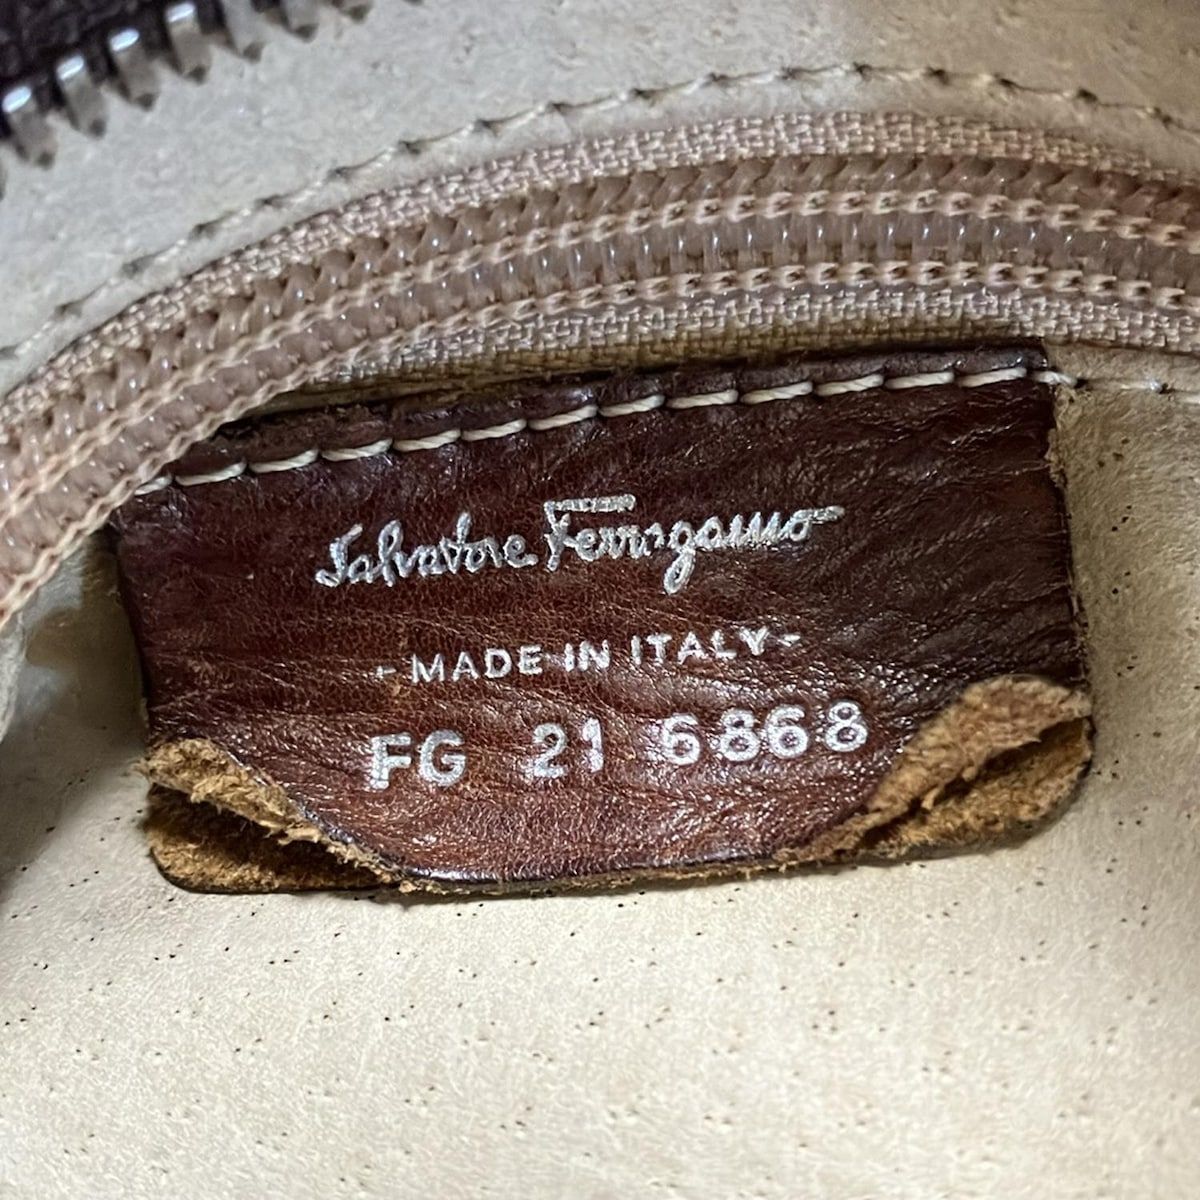 Salvatore Ferragamo
-MADE IN ITALY-
FG 21 6868